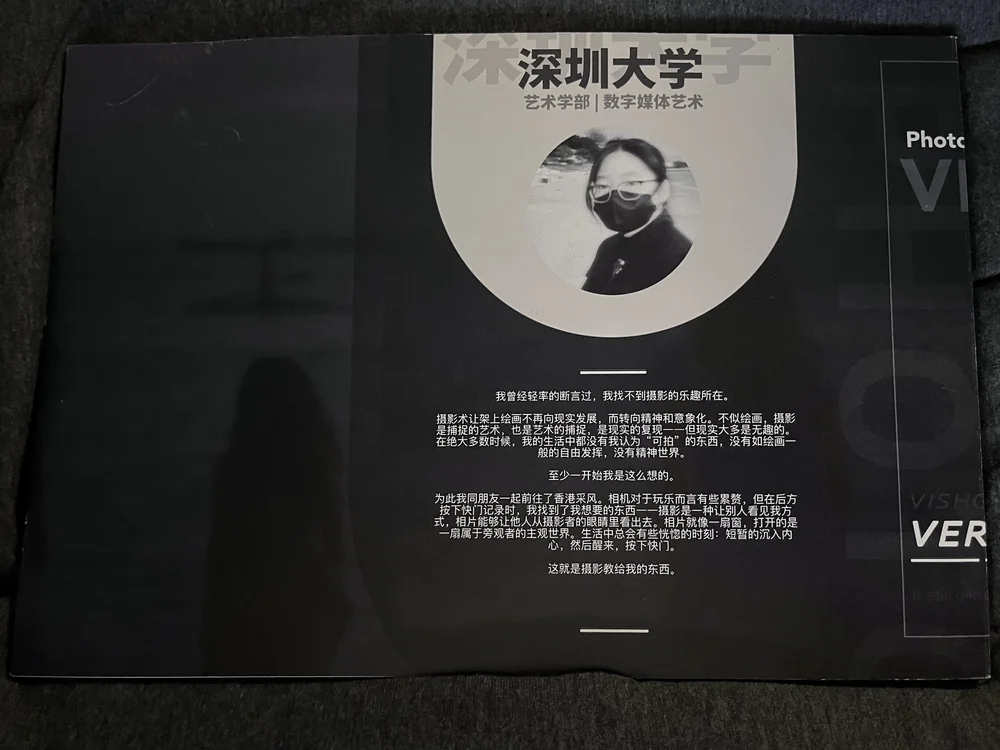 深圳大学
深圳大学
艺术学部 | 数字媒体艺术
我曾经轻率的断言过，我找不到摄影的乐趣所在。
摄影术让架上绘画不再向现实发展，而转向精神和意象化。不似绘画，摄影
是捕捉的艺术，也是艺术的捕捉，是现实的复现——但现实大多是无趣的。
在绝大多数时候，我的生活中都没有我认为“可拍”的东西，没有如绘画一
般的自由发挥，没有精神世界。
至少一开始我是这么想的。
为此我同朋友一起前往了香港采风。相机对于玩乐而言有些累赘，但在后方
按下快门记录时，我找到了我想要的东西——摄影是一种让别人看见我方
式，相片能够让他人从摄影者的眼睛里看出去。相片就像一扇窗，打开的是
一扇属于旁观者的主观世界。生活中总会有些恍惚的时刻：短暂的沉入内
心，然后醒来，按下快门。
这就是摄影教给我的东西。
Photo
VI
VISHO
VER